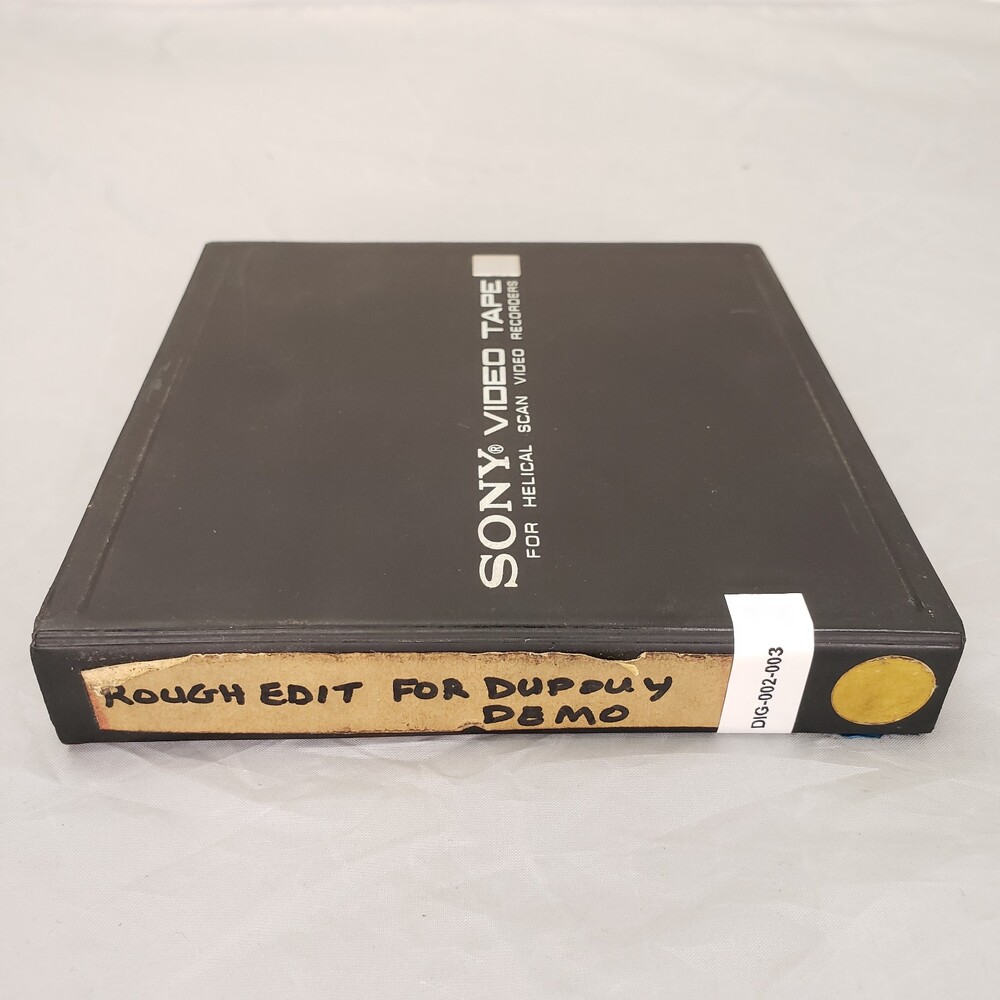 SONY® VIDEO TAPE
FOR HELICAL SCAN VIDEO RECORDERS
ROUGH EDIT FOR DUPOUY
DEMO
DIG-002-003